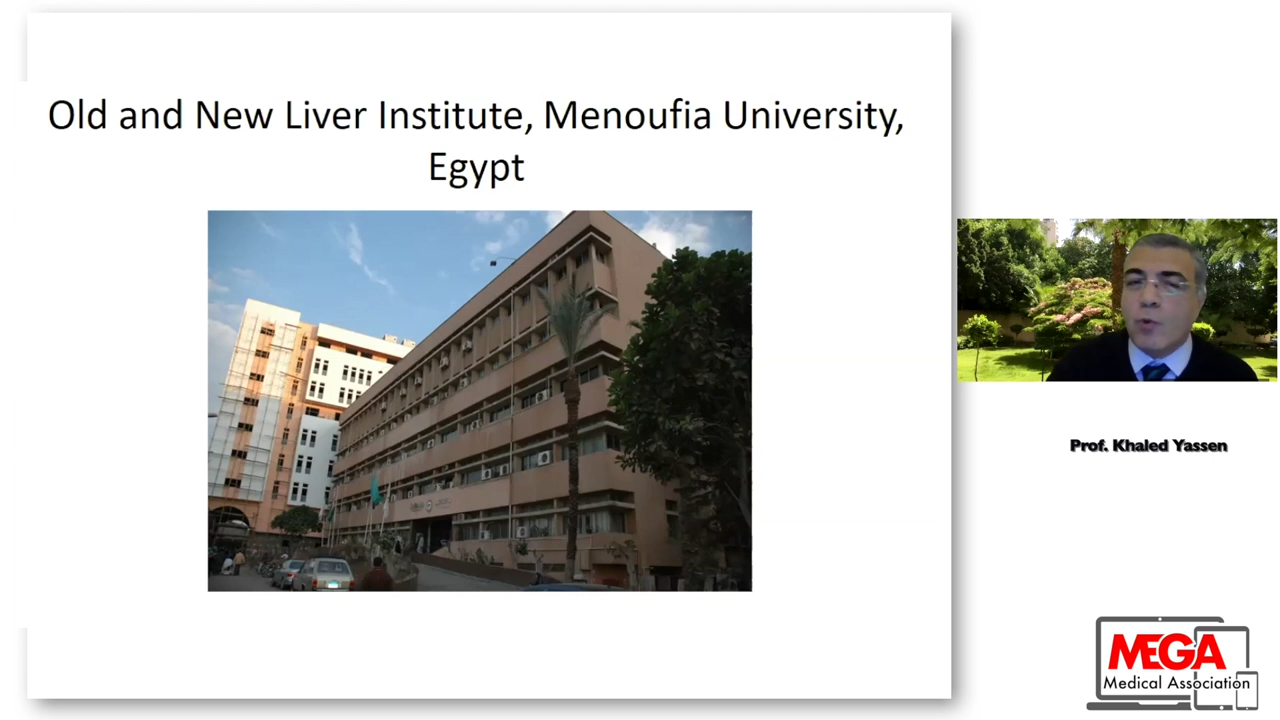 Old and New Liver Institute, Menoufia University,
Egypt
Prof. Khaled Yassen
MEGA
Medical Association